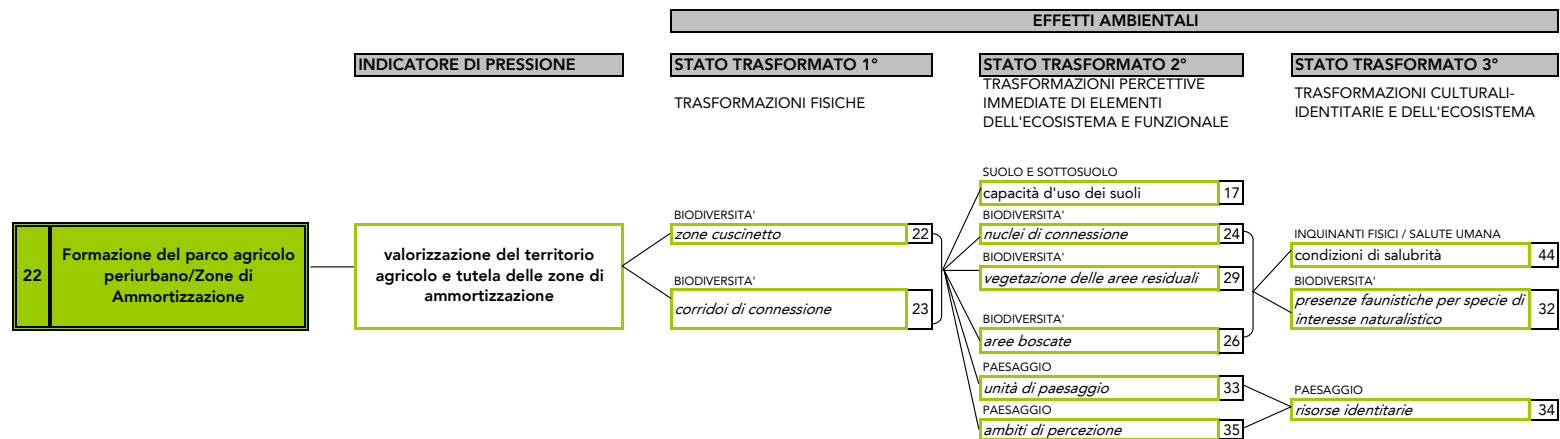 EFFETTI AMBIENTALI
INDICATORE DI PRESSIONE
STATO TRASFORMATO 1°
STATO TRASFORMATO 2°
STATO TRASFORMATO 3°
TRASFORMAZIONI FISICHE
TRASFORMAZIONI PERCETTIVE
IMMEDIATE DI ELEMENTI
DELL'ECOSISTEMA E FUNZIONALE
TRASFORMAZIONI CULTURALI-
IDENTITARIE E DELL'ECOSISTEMA
22
Formazione del parco agricolo
periurbano/Zone di
Ammortizzazione
valorizzazione del territorio
agricolo e tutela delle zone di
ammortizzazione
BIODIVERSITA'
zone cuscinetto 22
BIODIVERSITA'
corridoi di connessione 23
SUOLO E SOTTOSUOLO
capacità d'uso dei suoli 17
BIODIVERSITA'
nuclei di connessione 24
BIODIVERSITA'
vegetazione delle aree residuali 29
BIODIVERSITA'
aree boscate 26
PAESAGGIO
unità di paesaggio 33
PAESAGGIO
ambiti di percezione 35
INQUINANTI FISICI / SALUTE UMANA
condizioni di salubrità 44
BIODIVERSITA'
presenze faunistiche per specie di
interesse naturalistico 32
PAESAGGIO
risorse identitarie 34